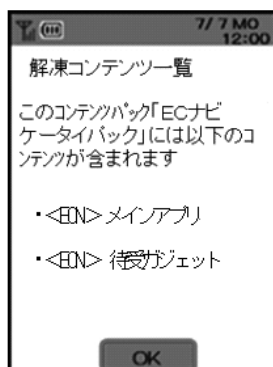 7/ 7 MO
12:00
解凍コンテンツ一覧
このコンテンツパック「ECナビ
ケータイパック」には以下のコ
ンテンツが含まれます
・<ECN> メインアプリ
・<ECN> 待受ガジェット
OK